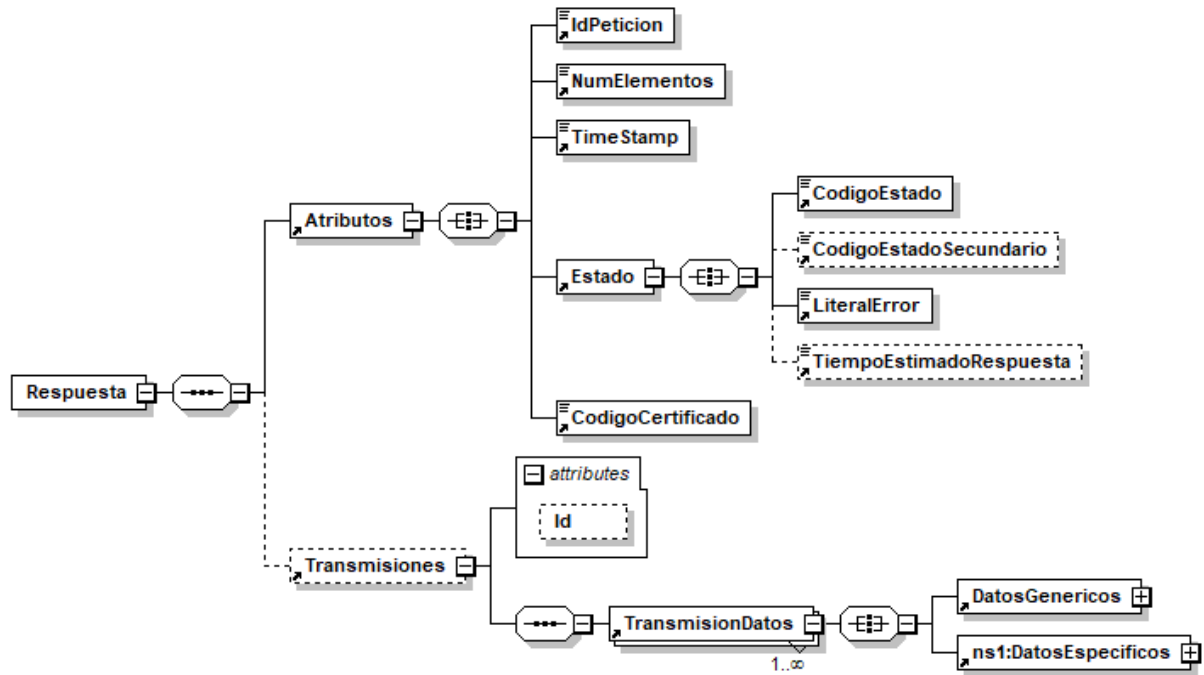 IdPeticion
NumElementos
TimeStamp
CodigoEstado
Atributos
CodigoEstadoSecundario
Estado
LiteralError
TiempoEstimadoRespuesta
Respuesta
CodigoCertificado
attributes
Id
Transmisiones
DatosGenericos
TransmisionDatos
1..∞
ns1:DatosEspecificos